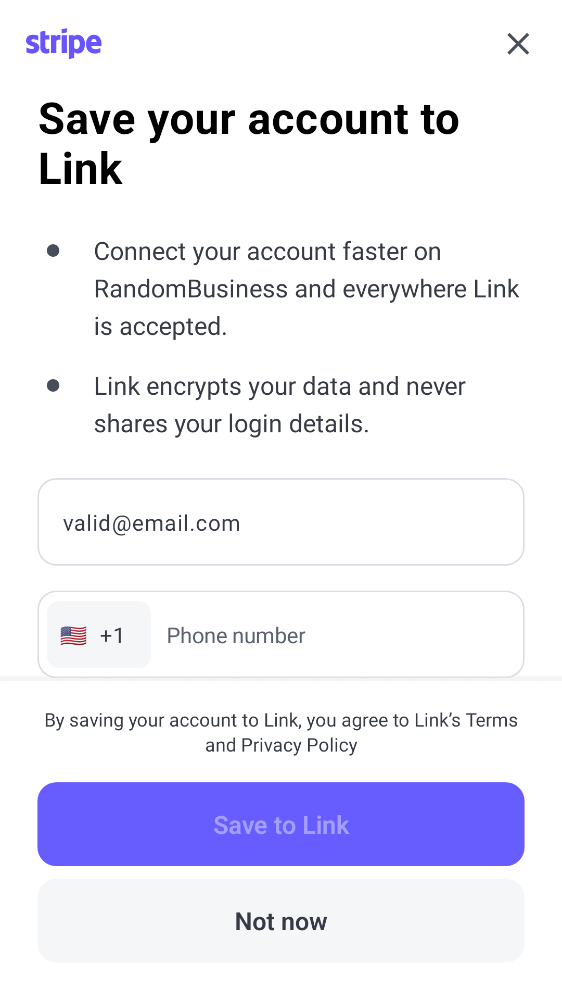 stripe
Save your account to
Link
Connect your account faster on
RandomBusiness and everywhere Link
is accepted.
Link encrypts your data and never
shares your login details.
valid@email.com
+1 Phone number
By saving your account to Link, you agree to Link’s Terms
and Privacy Policy
Save to Link
Not now